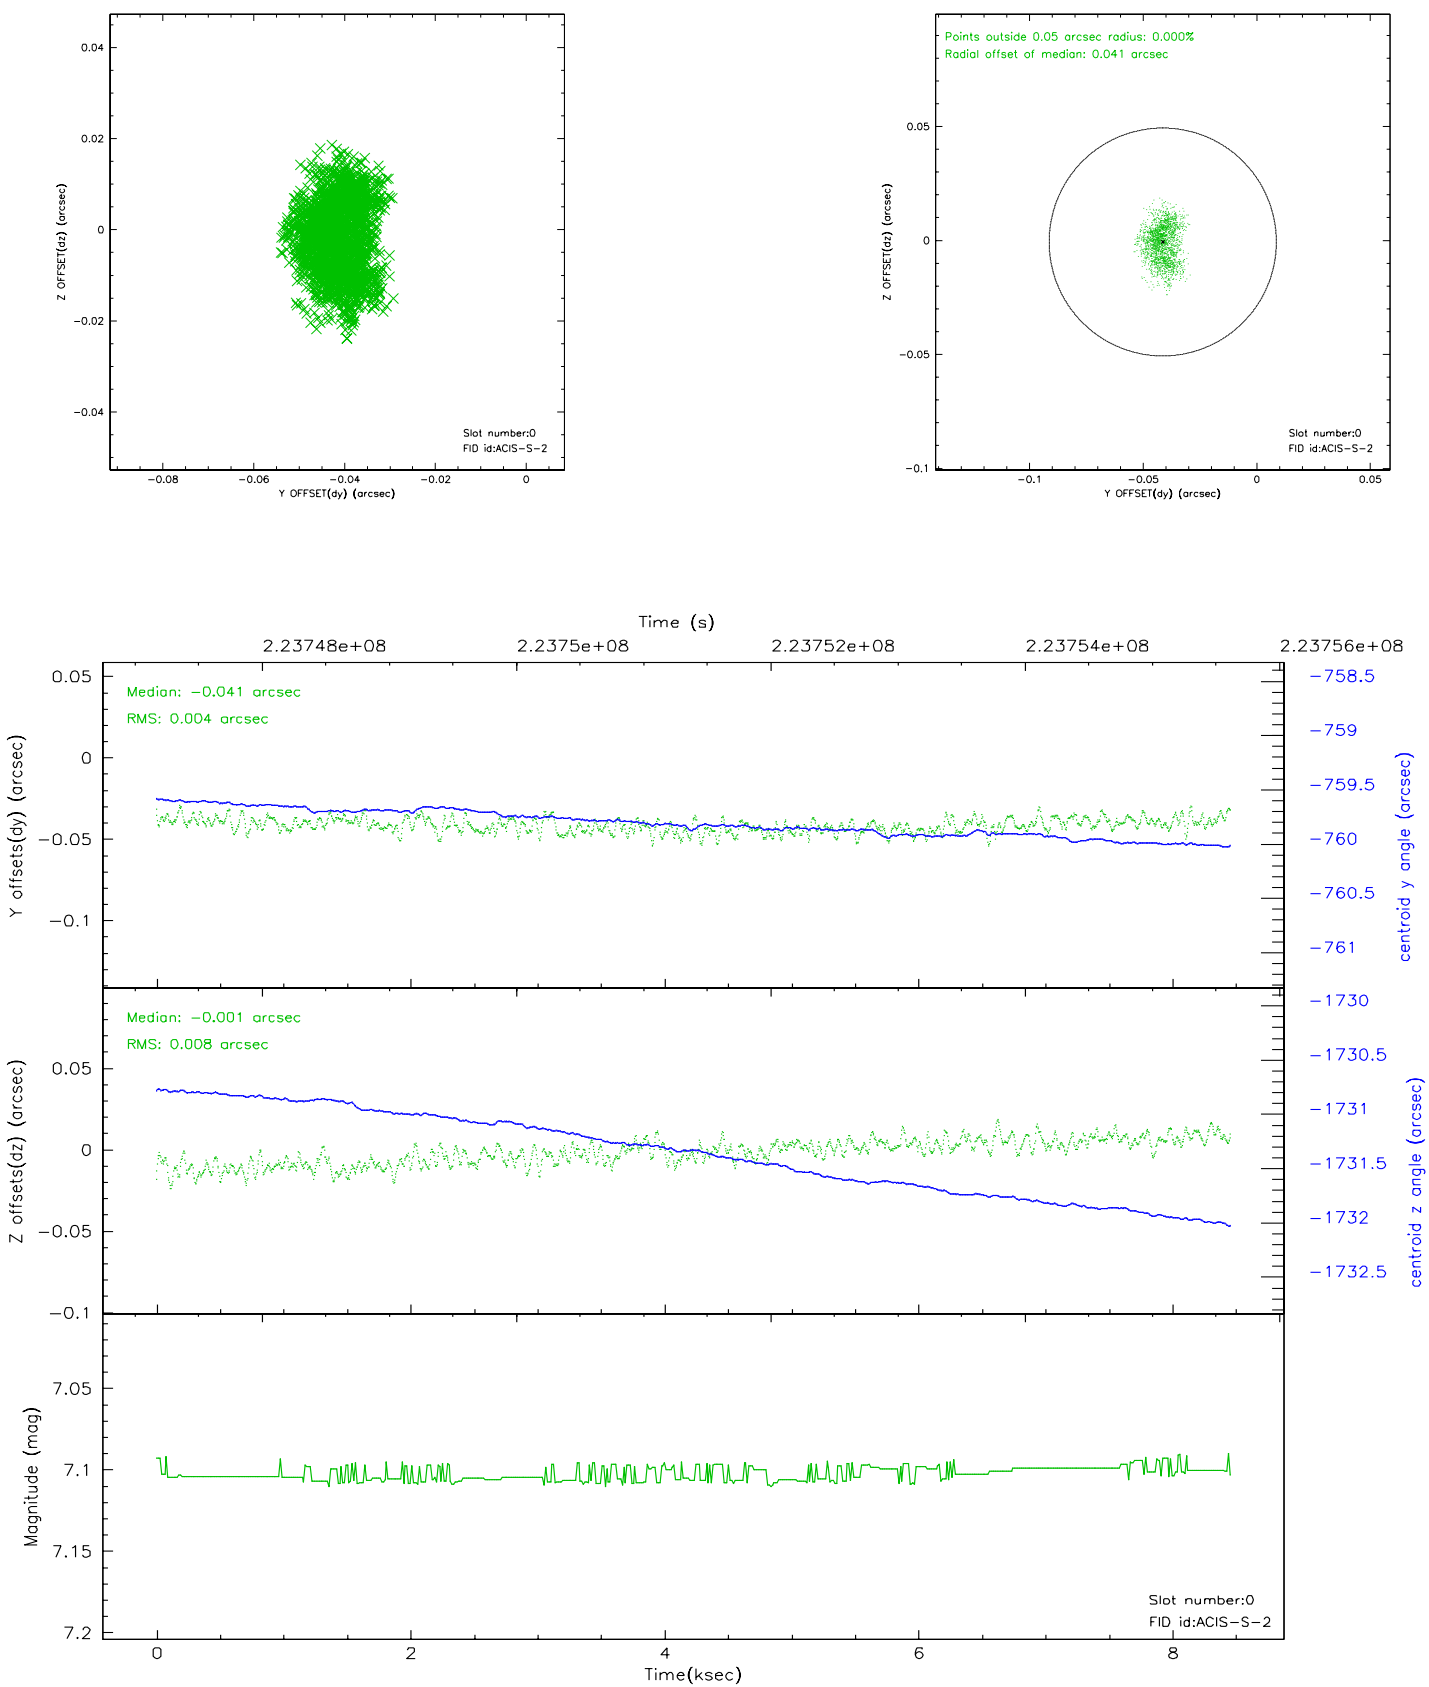 0.04
0.02
0
−0.02
−0.04
Z OFFSET(dz) (arcsec)
Slot number:0
FID id:ACIS−S−2
−0.08 −0.06 −0.04 −0.02 0
Y OFFSET(dy) (arcsec)
Points outside 0.05 arcsec radius: 0.000%
Radial offset of median: 0.041 arcsec
0.05
0
−0.05
−0.1
Z OFFSET(dz) (arcsec)
Slot number:0
FID id:ACIS−S−2
−0.1 −0.05 0 0.05
Y OFFSET(dy) (arcsec)
Time (s)
2.23748e+08 2.2375e+08 2.23752e+08 2.23754e+08 2.23756e+08
Median: −0.041 arcsec
RMS: 0.004 arcsec
0.05
0
−0.05
−0.1
Y offsets(dy) (arcsec)
−758.5
−759
−759.5
−760
−760.5
−761
centroid y angle (arcsec)
Median: −0.001 arcsec
RMS: 0.008 arcsec
0.05
0
−0.05
−0.1
Z offsets(dz) (arcsec)
−1730
−1730.5
−1731
−1731.5
−1732
−1732.5
centroid z angle (arcsec)
7.05
7.1
7.15
7.2
Magnitude (mag)
Slot number:0
FID id:ACIS−S−2
0 2 4 6 8
Time(ksec)